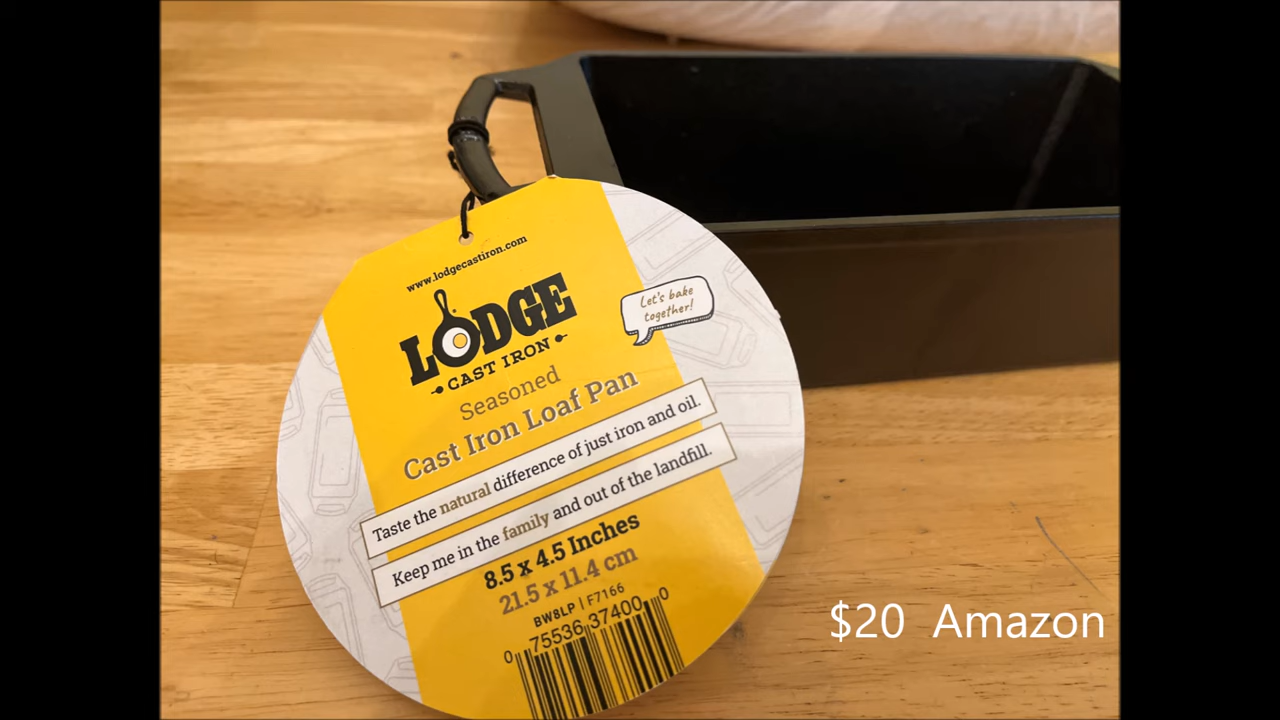 www.lodgecastiron.com
LODGE
CAST IRON
Let's bake
together!
Seasoned
Cast Iron Loaf Pan
Taste the natural difference of just iron and oil.
Keep me in the family and out of the landfill.
8.5 x 4.5 Inches
21.5 x 11.4 cm
BW8LP | F7166
0 75536 37400 0
$20 Amazon